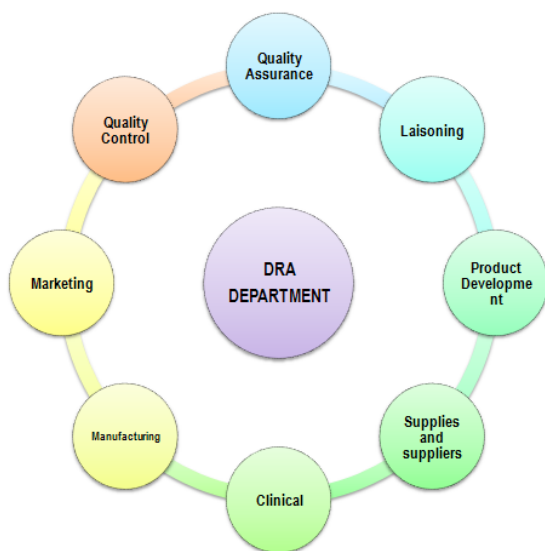 Quality
Assurance
Laisoning
Product
Developme
nt
Supplies
and
suppliers
Clinical
Manufacturing
Marketing
Quality
Control
DRA
DEPARTMENT